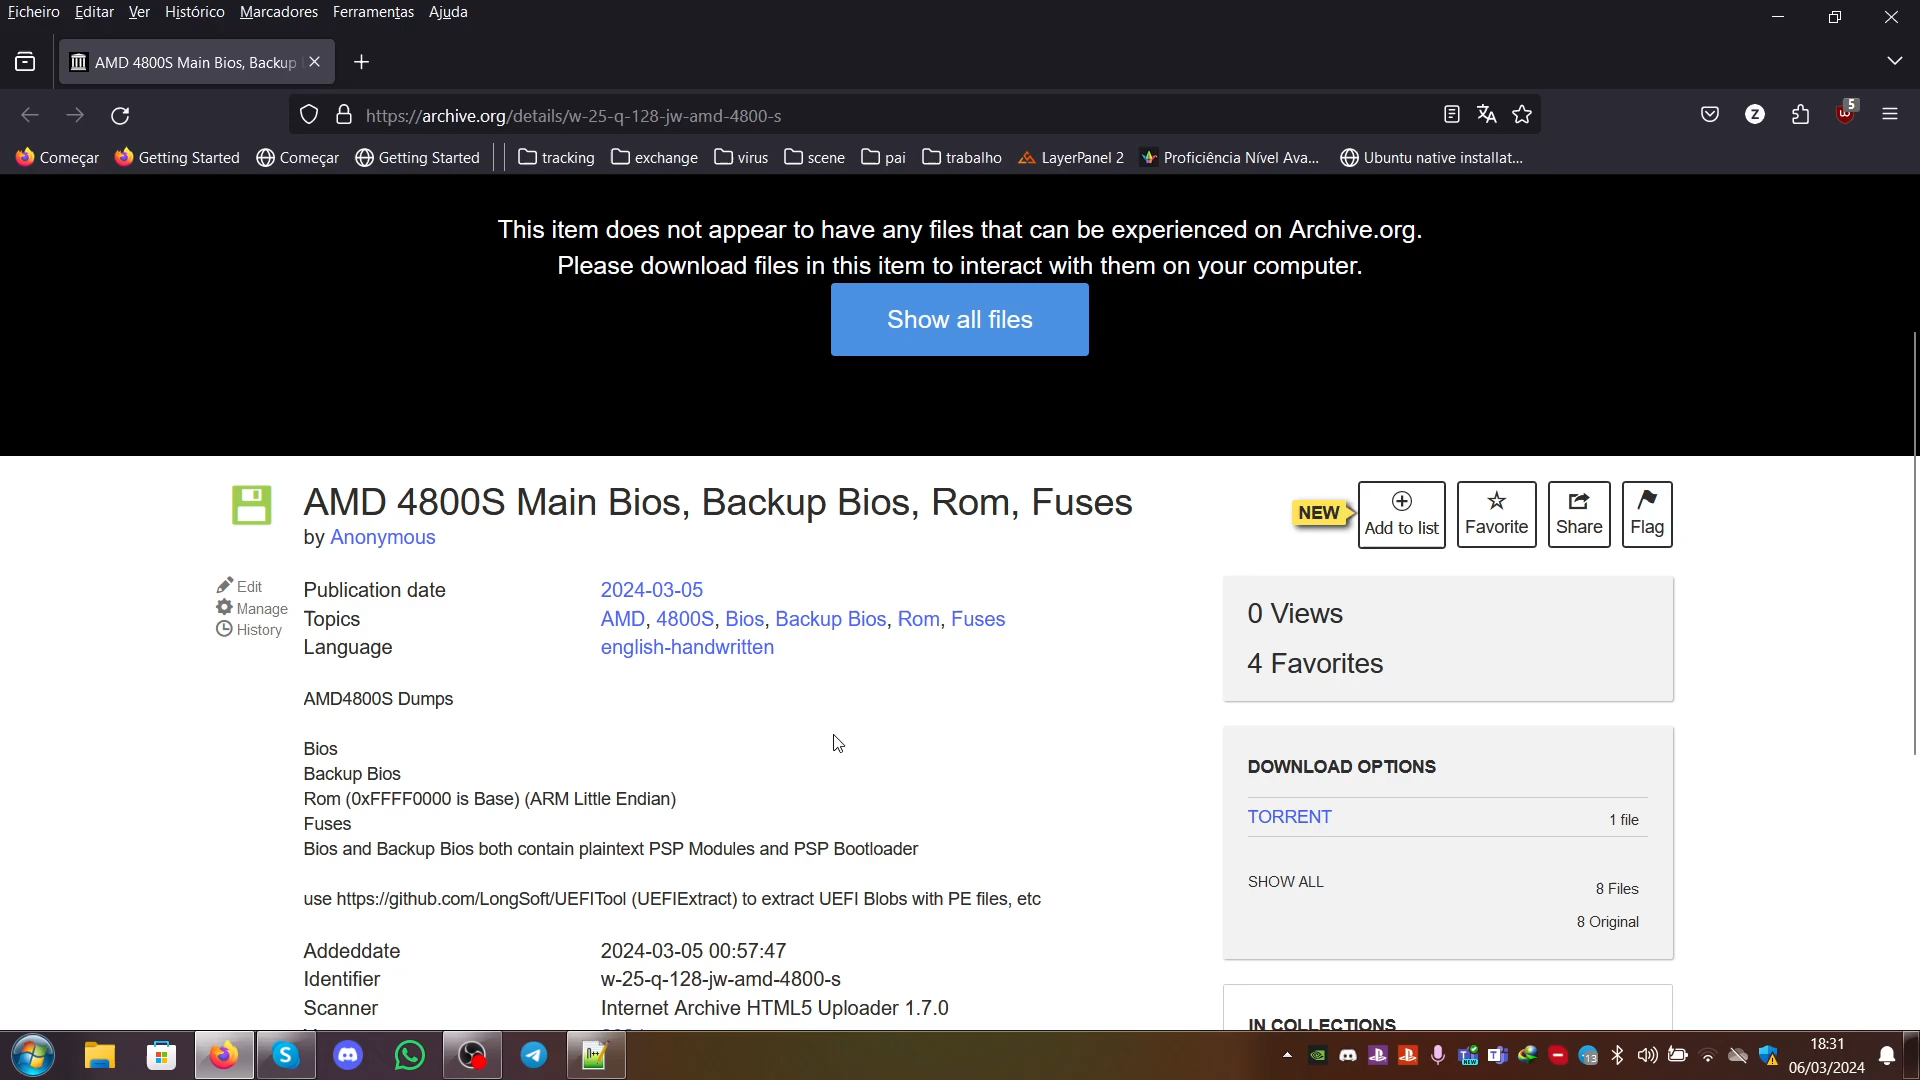 Ficheiro Editar Ver Histórico Marcadores Ferramentas Ajuda
AMD 4800S Main Bios, Backup
https://archive.org/details/w-25-q-128-jw-amd-4800-s
Z
5
Começar Getting Started Começar Getting Started tracking exchange virus scene pai trabalho LayerPanel 2 Proficiência Nível Ava... Ubuntu native installat...
This item does not appear to have any files that can be experienced on Archive.org.
Please download files in this item to interact with them on your computer.
Show all files
AMD 4800S Main Bios, Backup Bios, Rom, Fuses
by Anonymous
NEW
Add to list
Favorite
Share
Flag
Edit
Manage
History
Publication date 2024-03-05
Topics AMD, 4800S, Bios, Backup Bios, Rom, Fuses
Language english-handwritten
AMD4800S Dumps
Bios
Backup Bios
Rom (0xFFFF0000 is Base) (ARM Little Endian)
Fuses
Bios and Backup Bios both contain plaintext PSP Modules and PSP Bootloader
use https://github.com/LongSoft/UEFITool (UEFIExtract) to extract UEFI Blobs with PE files, etc
Addeddate 2024-03-05 00:57:47
Identifier w-25-q-128-jw-amd-4800-s
Scanner Internet Archive HTML5 Uploader 1.7.0
0 Views
4 Favorites
DOWNLOAD OPTIONS
TORRENT 1 file
SHOW ALL 8 Files
8 Original
IN COLLECTIONS
18:31
06/03/2024